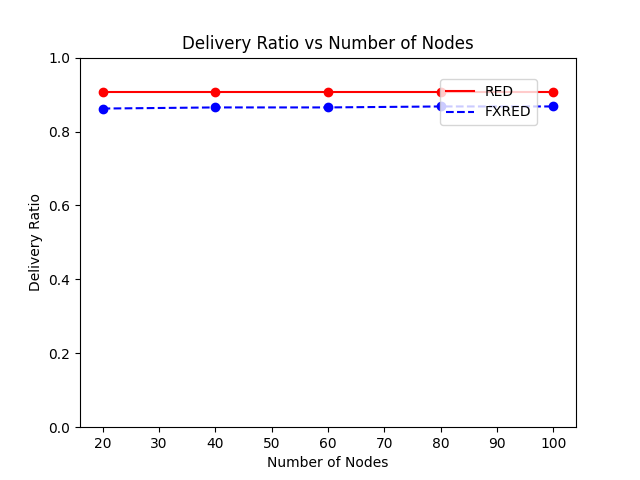 Delivery Ratio vs Number of Nodes
1.0
0.8
0.6
0.4
0.2
0.0
Delivery Ratio
RED
FXRED
20 30 40 50 60 70 80 90 100
Number of Nodes